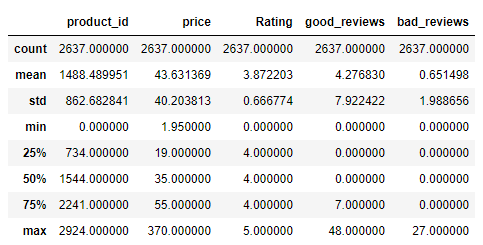 product_id price Rating good_reviews bad_reviews
count 2637.000000 2637.000000 2637.000000 2637.000000 2637.000000
mean 1488.489951 43.631369 3.872203 4.276830 0.651498
std 862.682841 40.203813 0.666774 7.922422 1.988656
min 0.000000 1.950000 0.000000 0.000000 0.000000
25% 734.000000 19.000000 4.000000 0.000000 0.000000
50% 1544.000000 35.000000 4.000000 0.000000 0.000000
75% 2241.000000 55.000000 4.000000 7.000000 0.000000
max 2924.000000 370.000000 5.000000 48.000000 27.000000